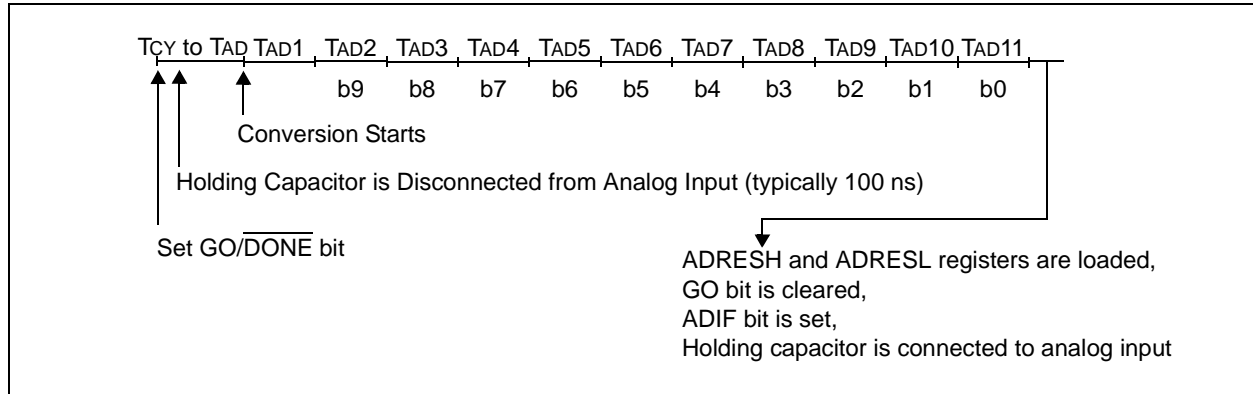 TCY to TAD TAD1 TAD2 TAD3 TAD4 TAD5 TAD6 TAD7 TAD8 TAD9 TAD10 TAD11
b9 b8 b7 b6 b5 b4 b3 b2 b1 b0
Conversion Starts
Holding Capacitor is Disconnected from Analog Input (typically 100 ns)
Set GO/DONE bit
ADRESH and ADRESL registers are loaded,
GO bit is cleared,
ADIF bit is set,
Holding capacitor is connected to analog input